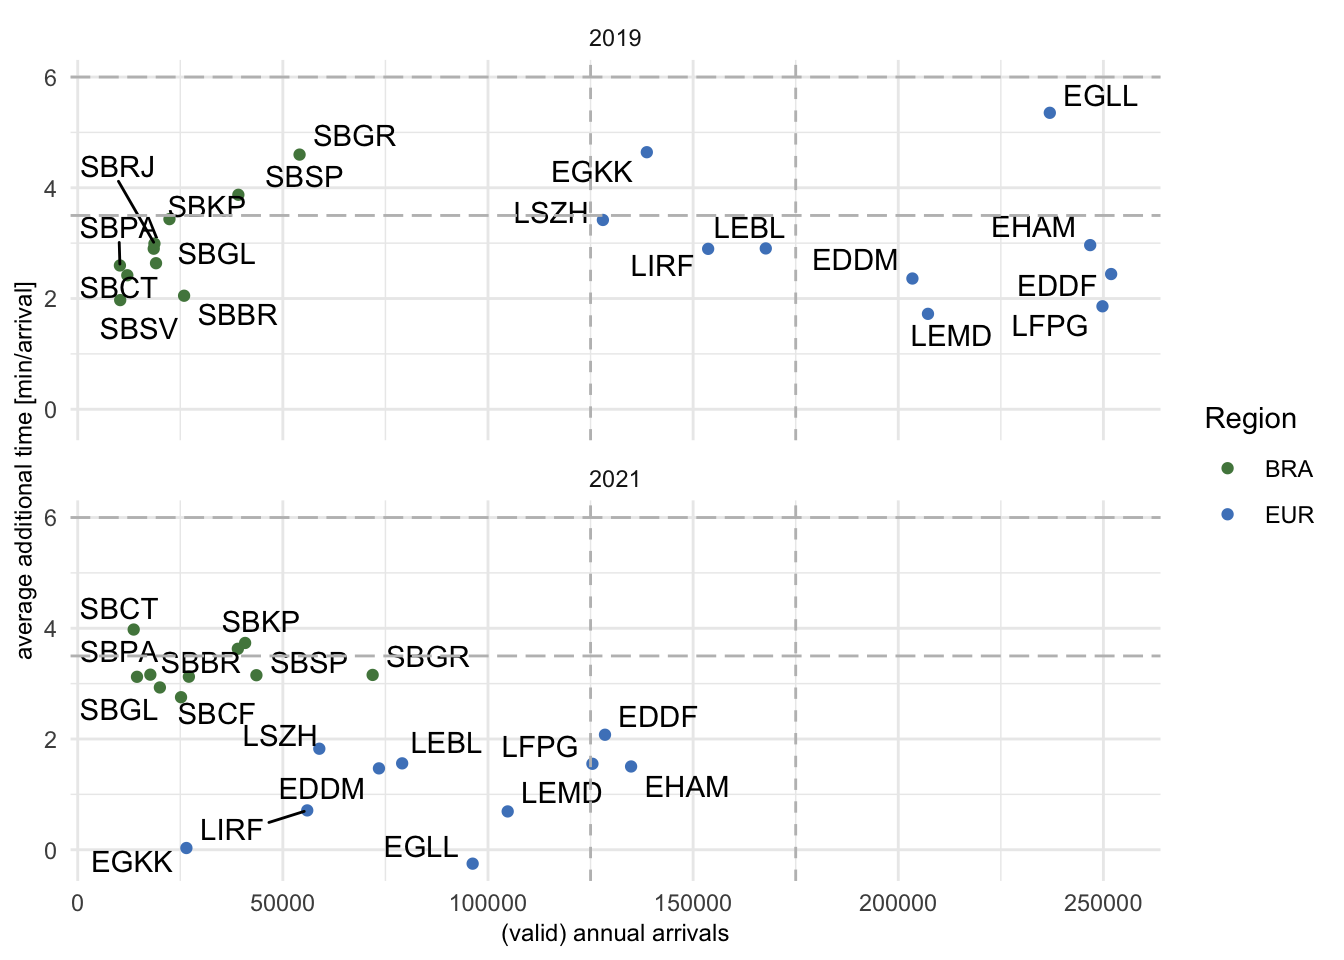 2019
6
EGLL
SBGR
SBRJ
SBSP
EGKK
4
SBKP
LSZH
SBPA
LEBL
EHAM
SBGL
LIRF
EDDM
SBCT
EDDF
2
SBBR
SBSV
LFPG
LEMD
0
average additional time [min/arrival]
2021
6
SBCT
SBKP
4
SBPA
SBBR
SBSP
SBGR
SBGL
SBCF
EDDF
LSZH
LEBL
LFPG
2
EDDM
LEMD
EHAM
LIRF
EGLL
EGKK
0
0 50000 100000 150000 200000 250000
(valid) annual arrivals
Region
BRA
EUR